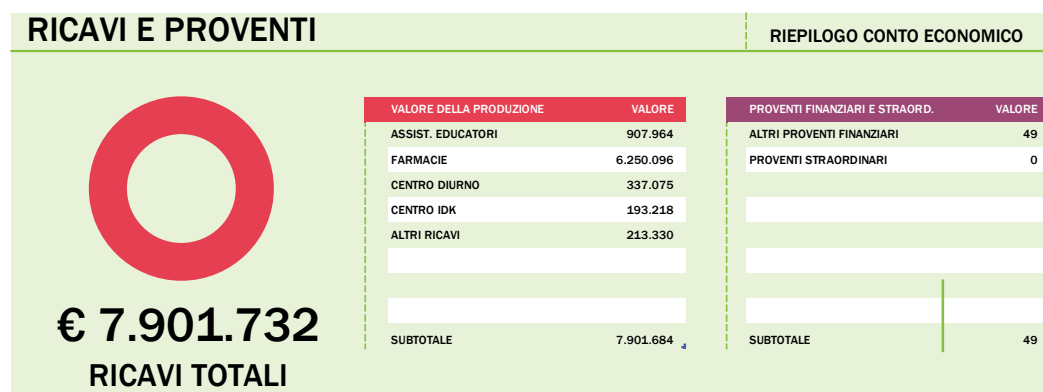 RICAVI E PROVENTI
RIEPILOGO CONTO ECONOMICO
VALORE DELLA PRODUZIONE VALORE
ASSIST. EDUCATORI 907.964
FARMACIE 6.250.096
CENTRO DIURNO 337.075
CENTRO IDK 193.218
ALTRI RICAVI 213.330
SUBTOTALE 7.901.684
PROVENTI FINANZIARI E STRAORD. VALORE
ALTRI PROVENTI FINANZIARI 49
PROVENTI STRAORDINARI 0
SUBTOTALE 49
€ 7.901.732
RICAVI TOTALI